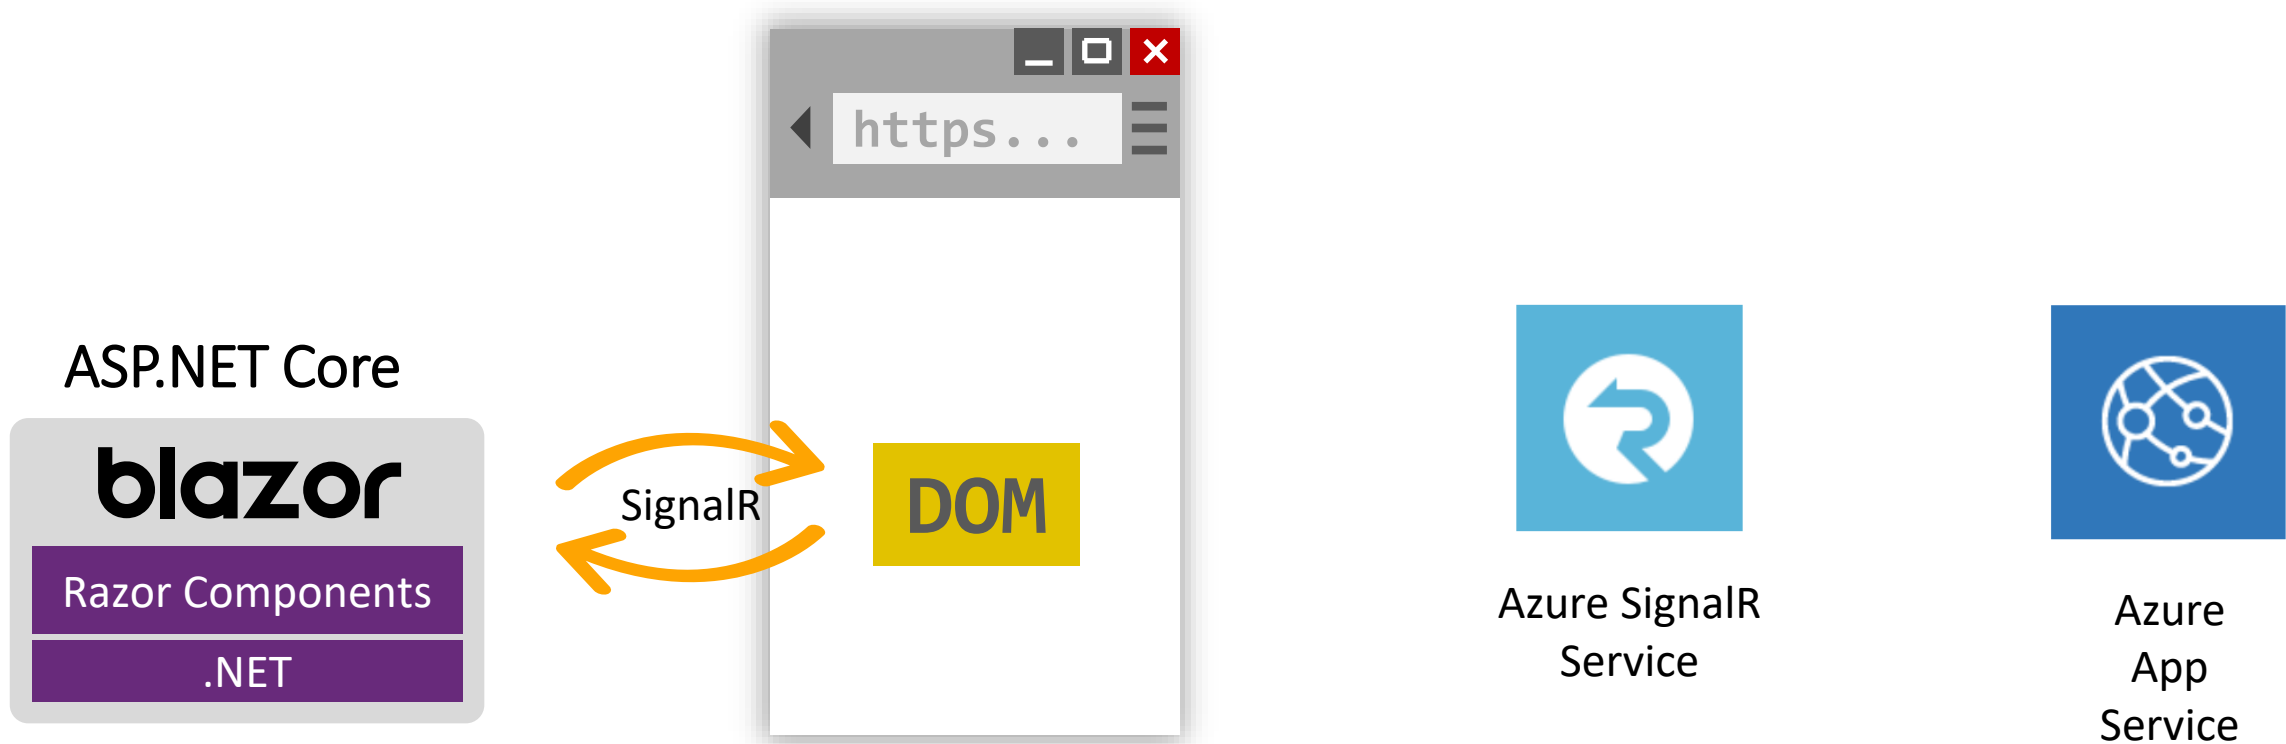 https...
ASP.NET Core
blazor
Razor Components
.NET
SignalR
DOM
Azure SignalR
Service
Azure
App
Service